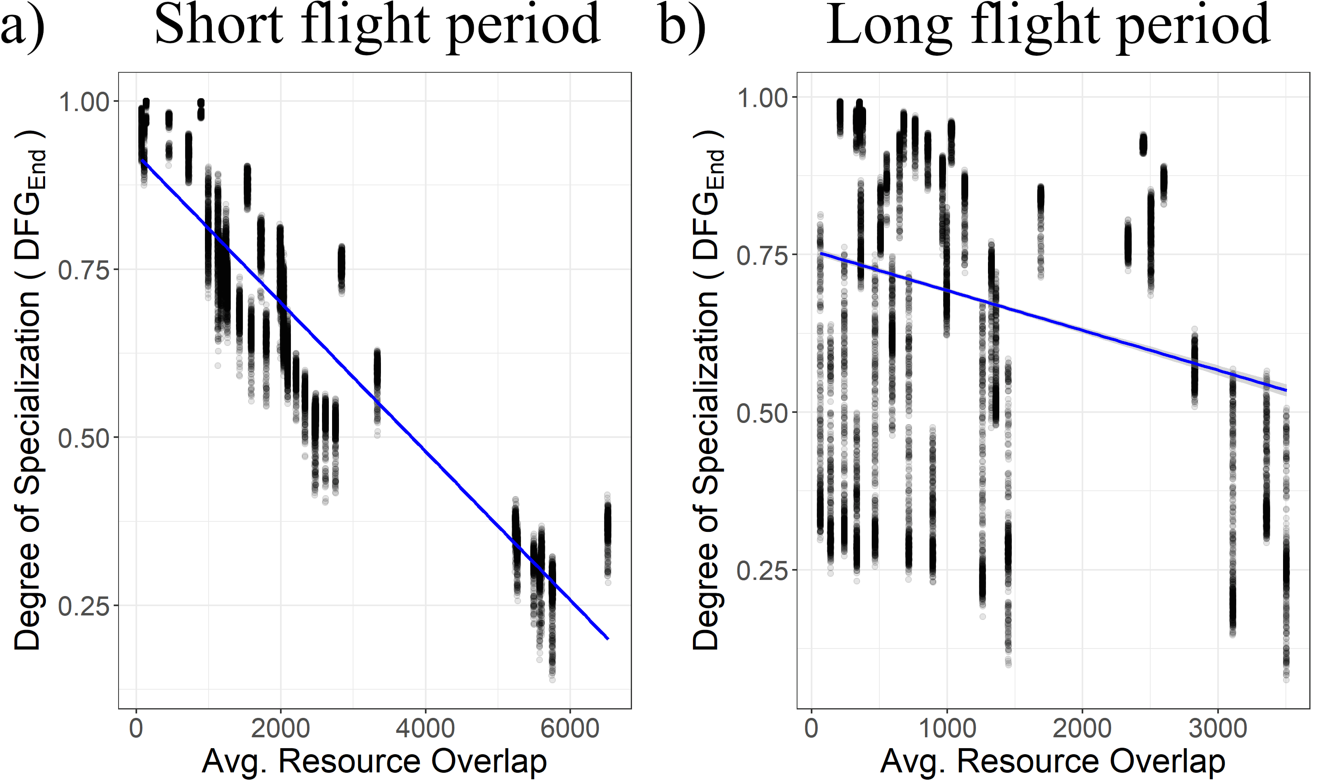 a) Short flight period
b) Long flight period
Degree of Specialization ( DFG_End )
1.00
0.75
0.50
0.25
0 2000 4000 6000
Avg. Resource Overlap
Degree of Specialization ( DFG_End )
1.00
0.75
0.50
0.25
0 1000 2000 3000
Avg. Resource Overlap